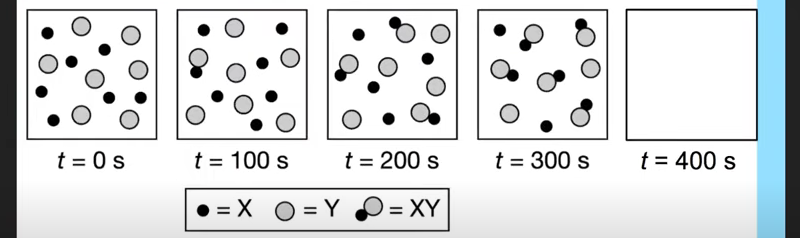 t = 0 s
t = 100 s
t = 200 s
t = 300 s
t = 400 s
= X = Y = XY